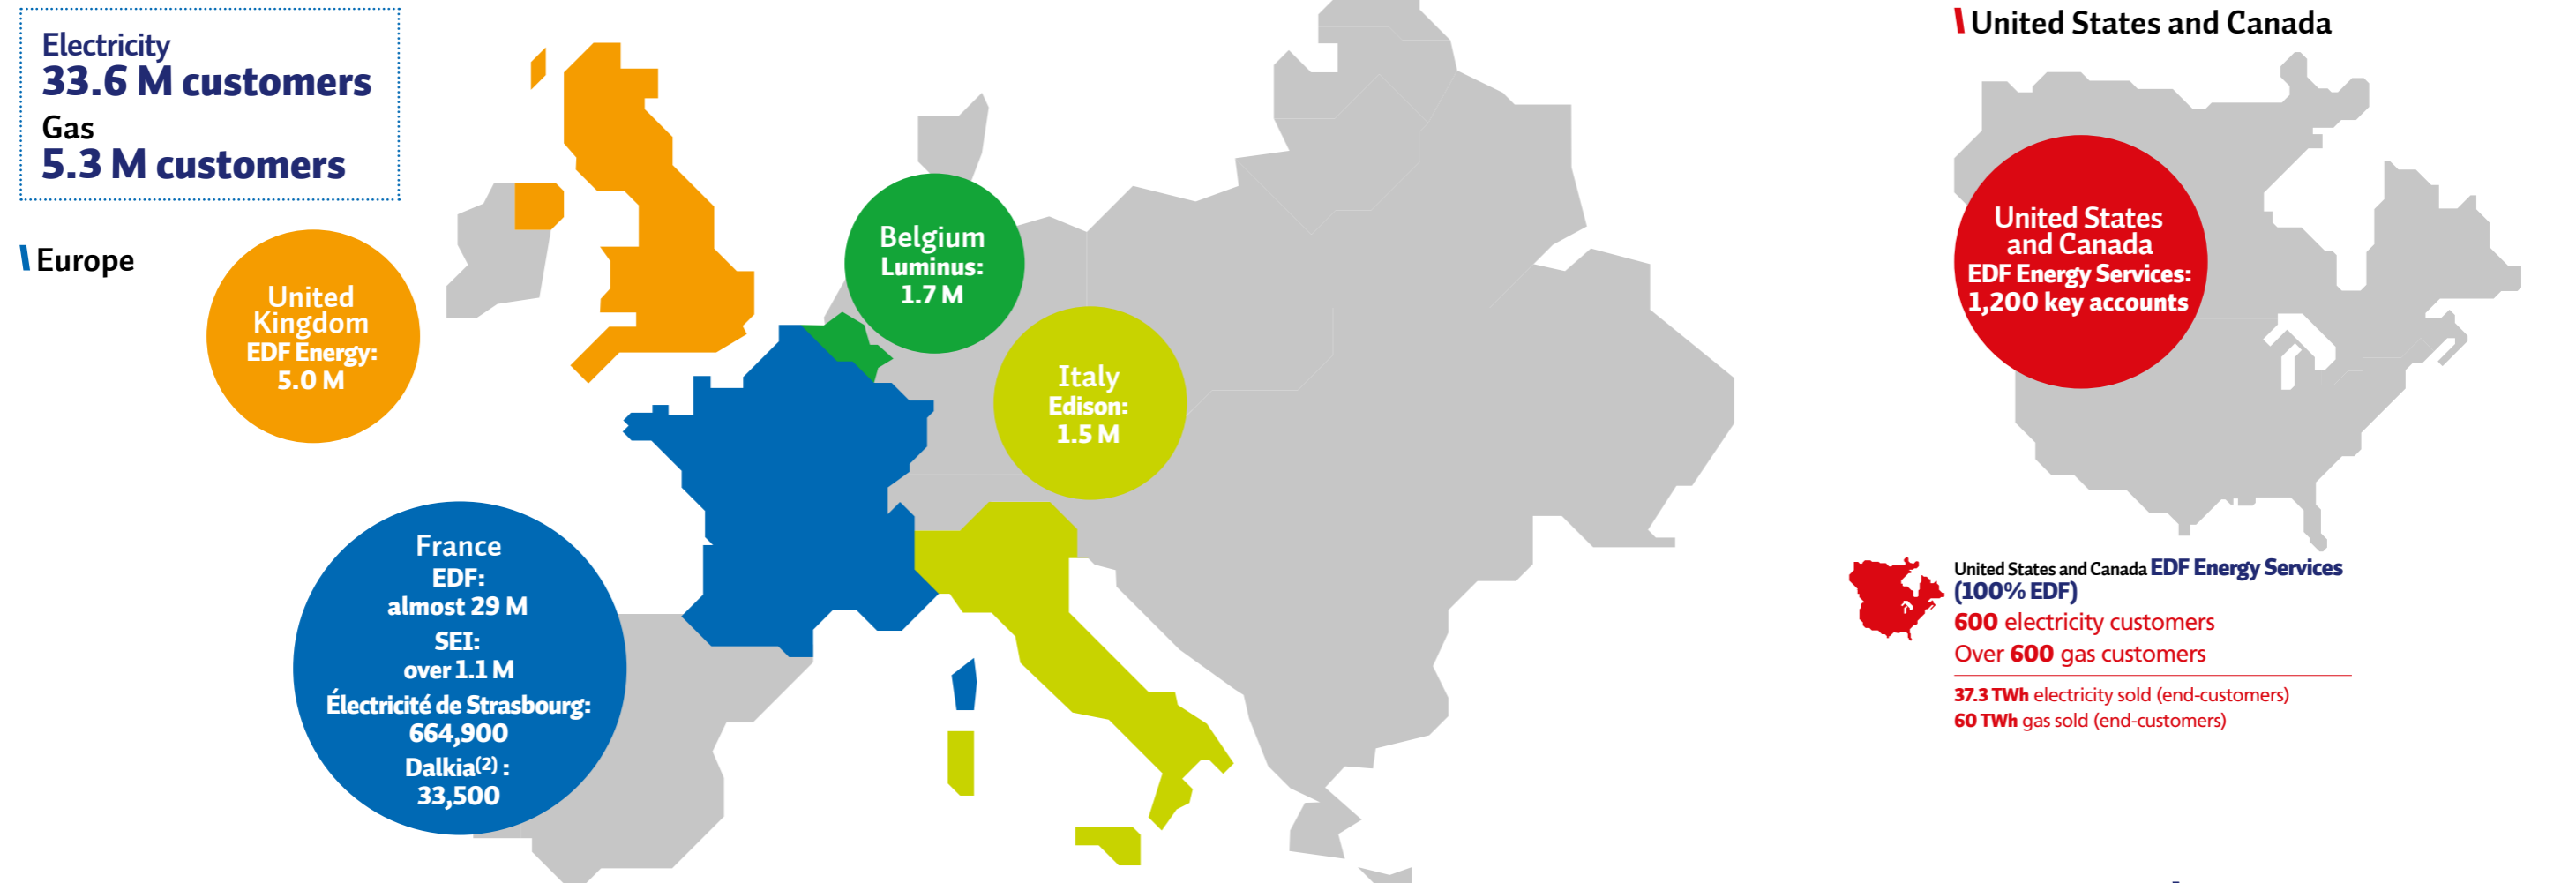 Electricity
33.6 M customers
Gas
5.3 M customers
\ Europe
United
Kingdom
EDF Energy:
5.0 M
Belgium
Luminus:
1.7 M
Italy
Edison:
1.5 M
France
EDF:
almost 29 M
SEI:
over 1.1 M
Électricité de Strasbourg:
664,900
Dalkia(2) :
33,500
\ United States and Canada
United States
and Canada
EDF Energy Services:
1,200 key accounts
United States and Canada EDF Energy Services
(100% EDF)
600 electricity customers
Over 600 gas customers
37.3 TWh electricity sold (end-customers)
60 TWh gas sold (end-customers)